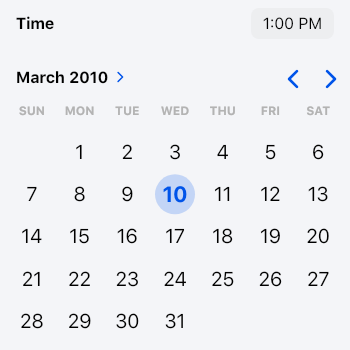 Time 1:00 PM
March 2010
SUN MON TUE WED THU FRI SAT
1 2 3 4 5 6
7 8 9 10 11 12 13
14 15 16 17 18 19 20
21 22 23 24 25 26 27
28 29 30 31